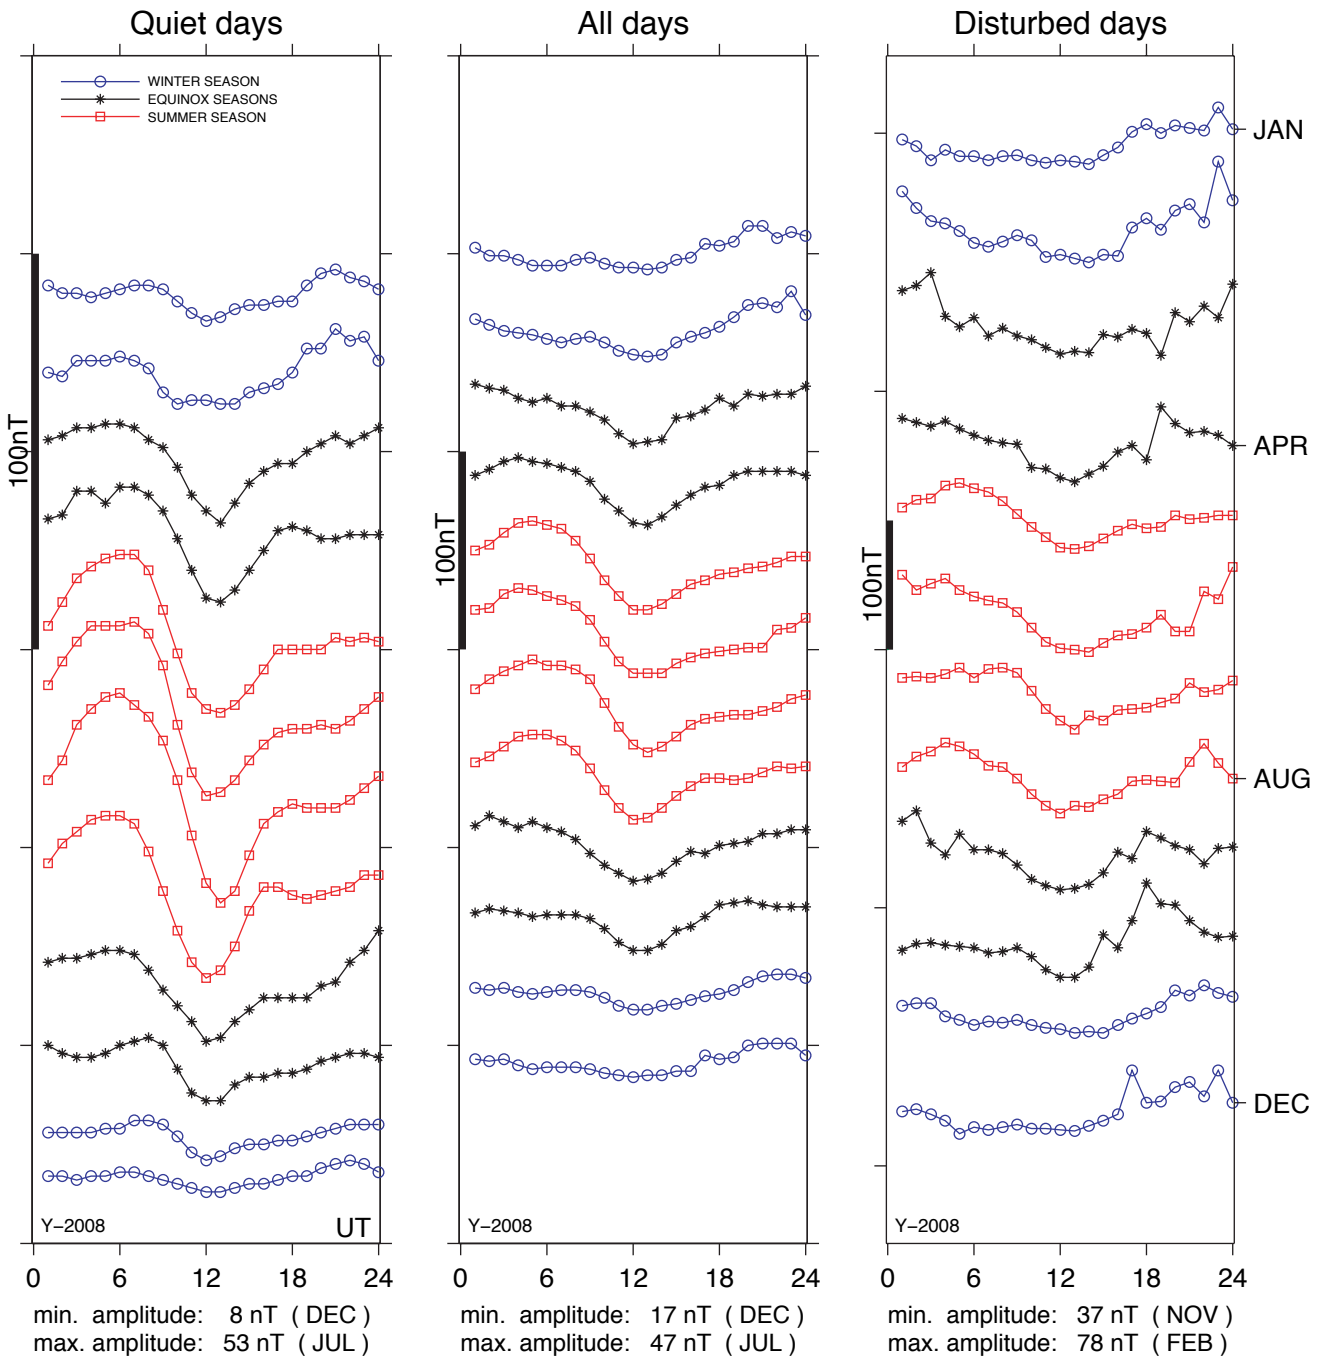 Quiet days
All days
Disturbed days
WINTER SEASON
EQUINOX SEASONS
SUMMER SEASON
JAN
APR
AUG
DEC
100nT
100nT
100nT
Y–2008
UT
Y–2008
Y–2008
0 6 12 18 24
0 6 12 18 24
0 6 12 18 24
min. amplitude: 8 nT ( DEC )
max. amplitude: 53 nT ( JUL )
min. amplitude: 17 nT ( DEC )
max. amplitude: 47 nT ( JUL )
min. amplitude: 37 nT ( NOV )
max. amplitude: 78 nT ( FEB )